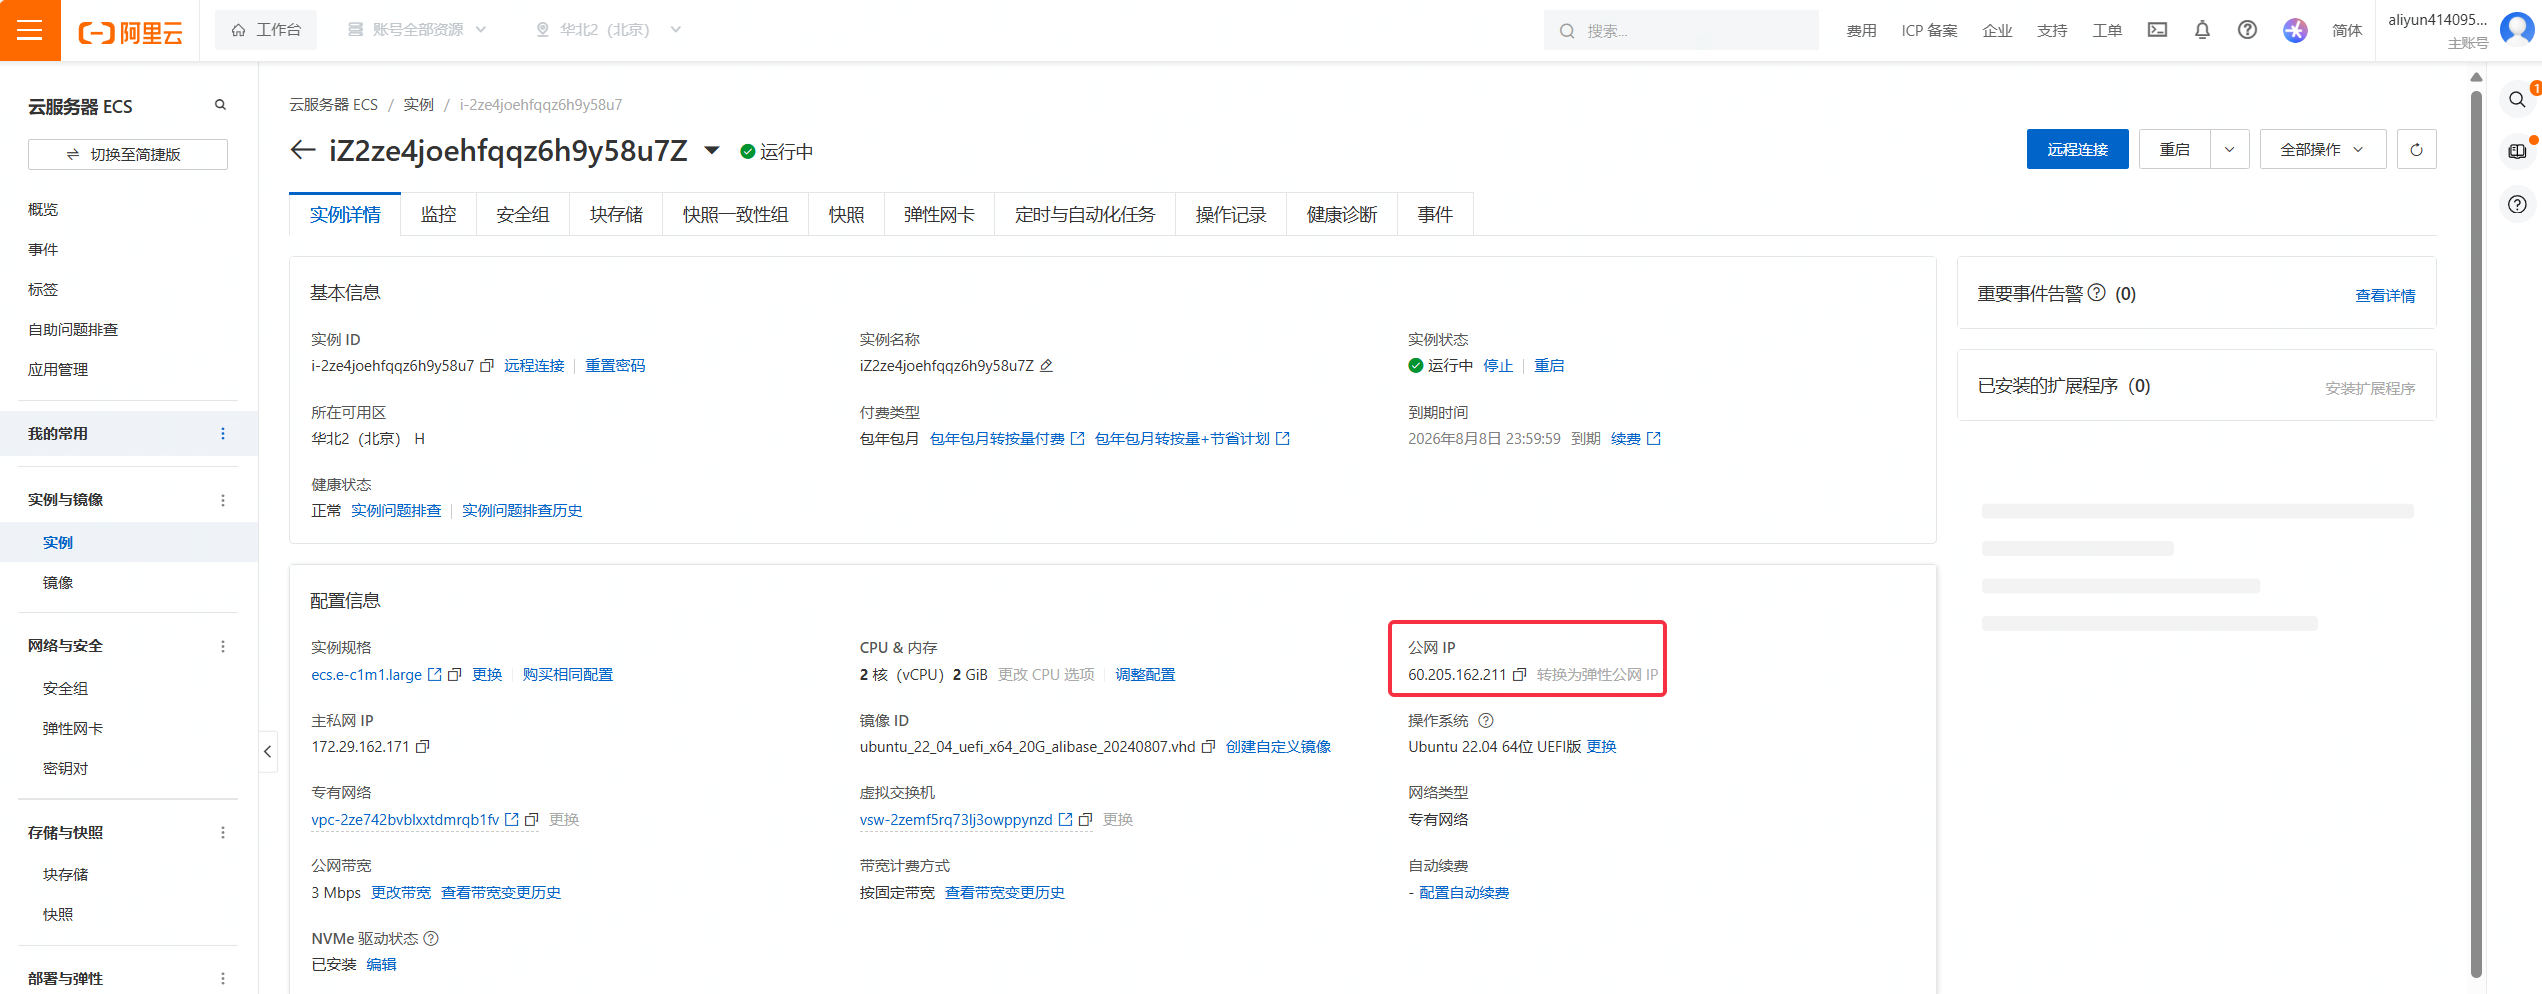 阿里云
工作台
账号全部资源
华北2（北京）
搜索...
费用
ICP 备案
企业
支持
工单
简体
aliyun414095...
主账号
云服务器 ECS
切换至简捷版
概览
事件
标签
自助问题排查
应用管理
我的常用
实例与镜像
实例
镜像
网络与安全
安全组
弹性网卡
密钥对
存储与快照
块存储
快照
部署与弹性
云服务器 ECS / 实例 / i-2ze4joehfqqz6h9y58u7
iZ2ze4joehfqqz6h9y58u7Z 运行中
远程连接 重启 全部操作
实例详情 监控 安全组 块存储 快照一致性组 快照 弹性网卡 定时与自动化任务 操作记录 健康诊断 事件
基本信息
实例 ID
i-2ze4joehfqqz6h9y58u7 远程连接 重置密码
实例名称
iZ2ze4joehfqqz6h9y58u7Z
实例状态
运行中 停止 重启
所在可用区
华北2（北京） H
付费类型
包年包月 包年包月转按量付费 包年包月转按量+节省计划
到期时间
2026年8月8日 23:59:59 到期 续费
健康状态
正常 实例问题排查 实例问题排查历史
配置信息
实例规格
ecs.e-c1m1.large 更换 购买相同配置
CPU & 内存
2 核（vCPU）2 GiB 更改 CPU 选项 调整配置
公网 IP
60.205.162.211 转换为弹性公网 IP
主私网 IP
172.29.162.171
镜像 ID
ubuntu_22_04_uefi_x64_20G_alibase_20240807.vhd 创建自定义镜像
操作系统
Ubuntu 22.04 64位 UEFI版 更换
专有网络
vpc-2ze742bvblxxtdmrqb1fv 更换
虚拟交换机
vsw-2zemf5rq73lj3owppynzd 更换
网络类型
专有网络
公网带宽
3 Mbps 更改带宽 查看带宽变更历史
带宽计费方式
按固定带宽 查看带宽变更历史
自动续费
- 配置自动续费
NVMe 驱动状态
已安装 编辑
重要事件告警 (0)
查看详情
已安装的扩展程序（0）
安装扩展程序
1